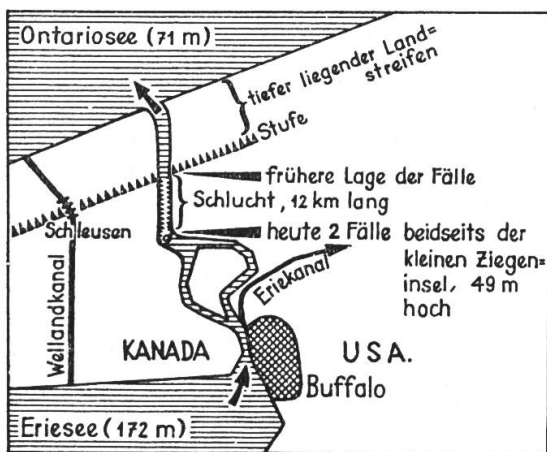 Ontariosee (71 m)
tiefer liegender Land=
streifen
Stufe
frühere Lage der Fälle
Schlucht, 12 km lang
Schleusen
heute 2 Fälle beidseits der
kleinen Ziegen=
insel, 49 m
hoch
Eriekanal
Wellandkanal
KANADA
USA.
Buffalo
Eriesee (172 m)